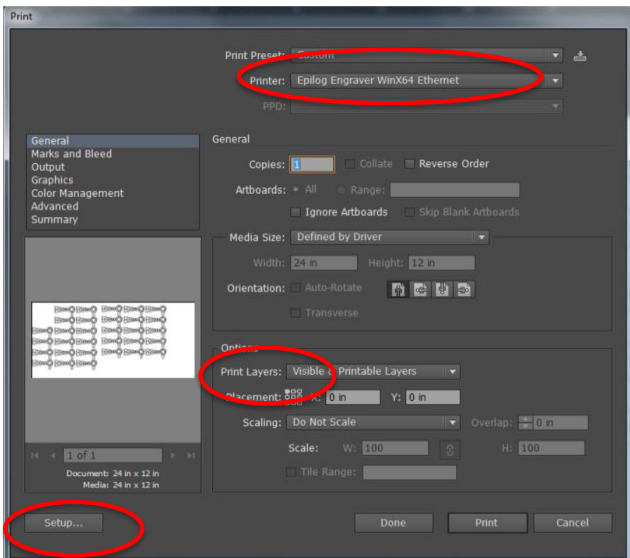 Print
Print Preset: Custom
Printer: Epilog Engraver WinX64 Ethernet
PPD:
General
Marks and Bleed
Output
Graphics
Color Management
Advanced
Summary
General
Copies: 1 Collate Reverse Order
Artboards: All Range:
Ignore Artboards Skip Blank Artboards
Media Size: Defined by Driver
Width: 24 in Height: 12 in
Orientation: Auto-Rotate
Transverse
Options
Print Layers: Visible & Printable Layers
Placement: X: 0 in Y: 0 in
Scaling: Do Not Scale Overlap: 0 in
Scale: W: 100 H: 100
Tile Range:
1 of 1
Document: 24 in x 12 in
Media: 24 in x 12 in
Setup... Done Print Cancel